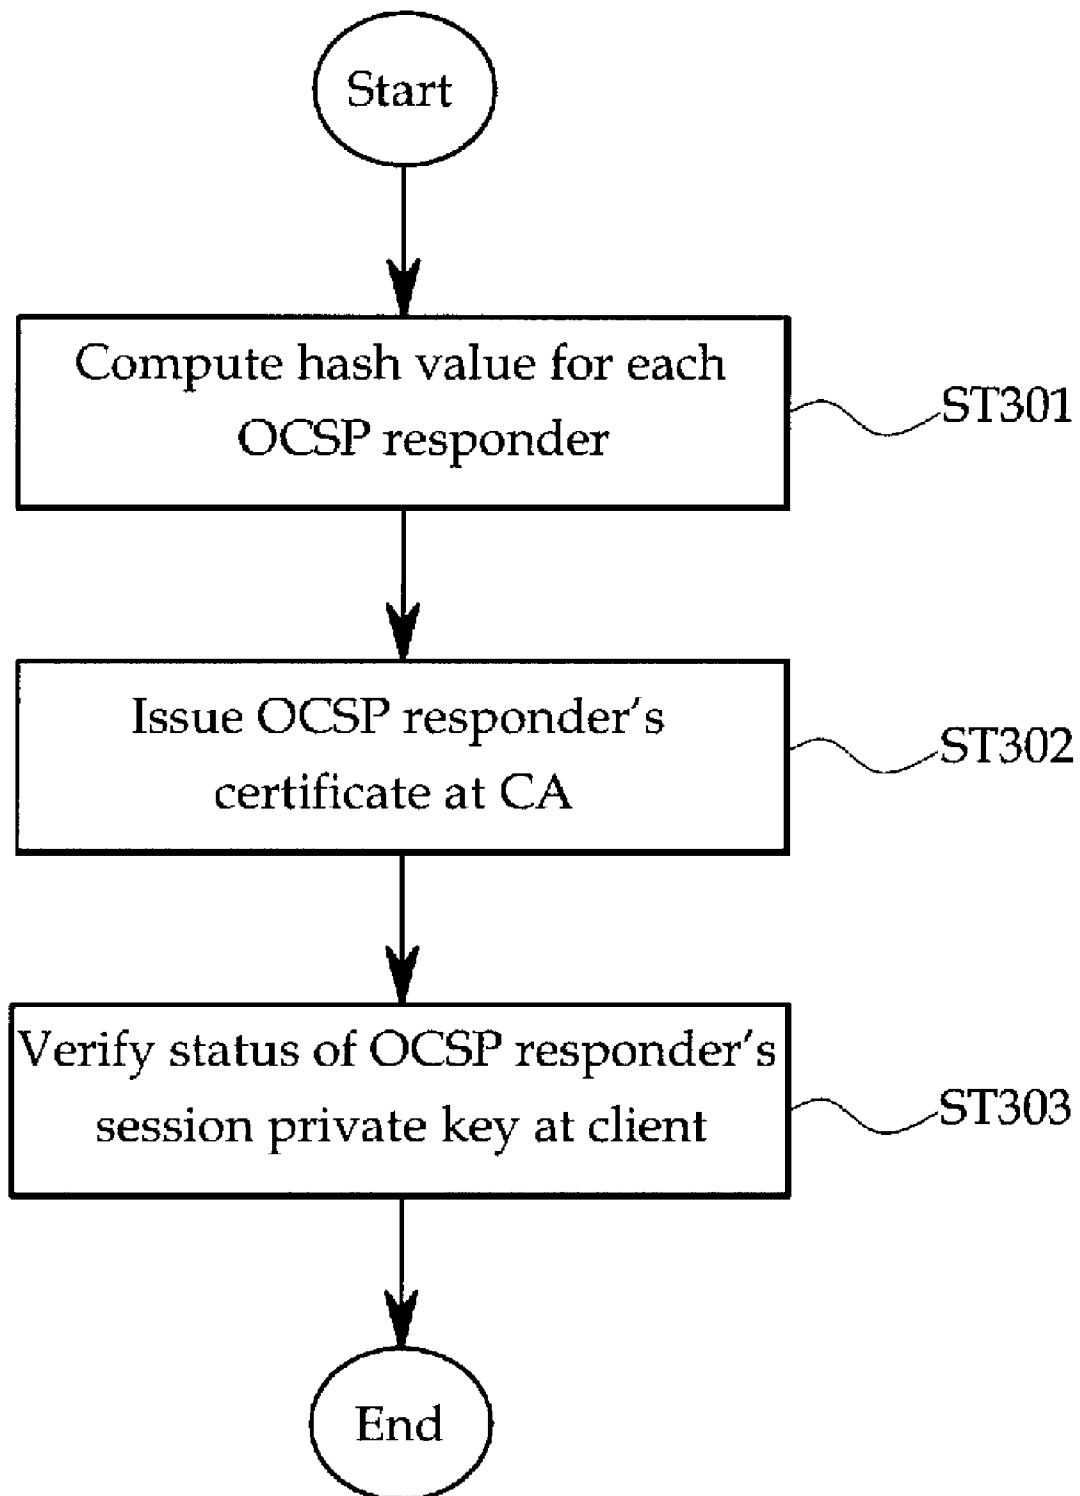 Start
Compute hash value for each
OCSP responder
ST301
Issue OCSP responder's
certificate at CA
ST302
Verify status of OCSP responder's
session private key at client
ST303
End